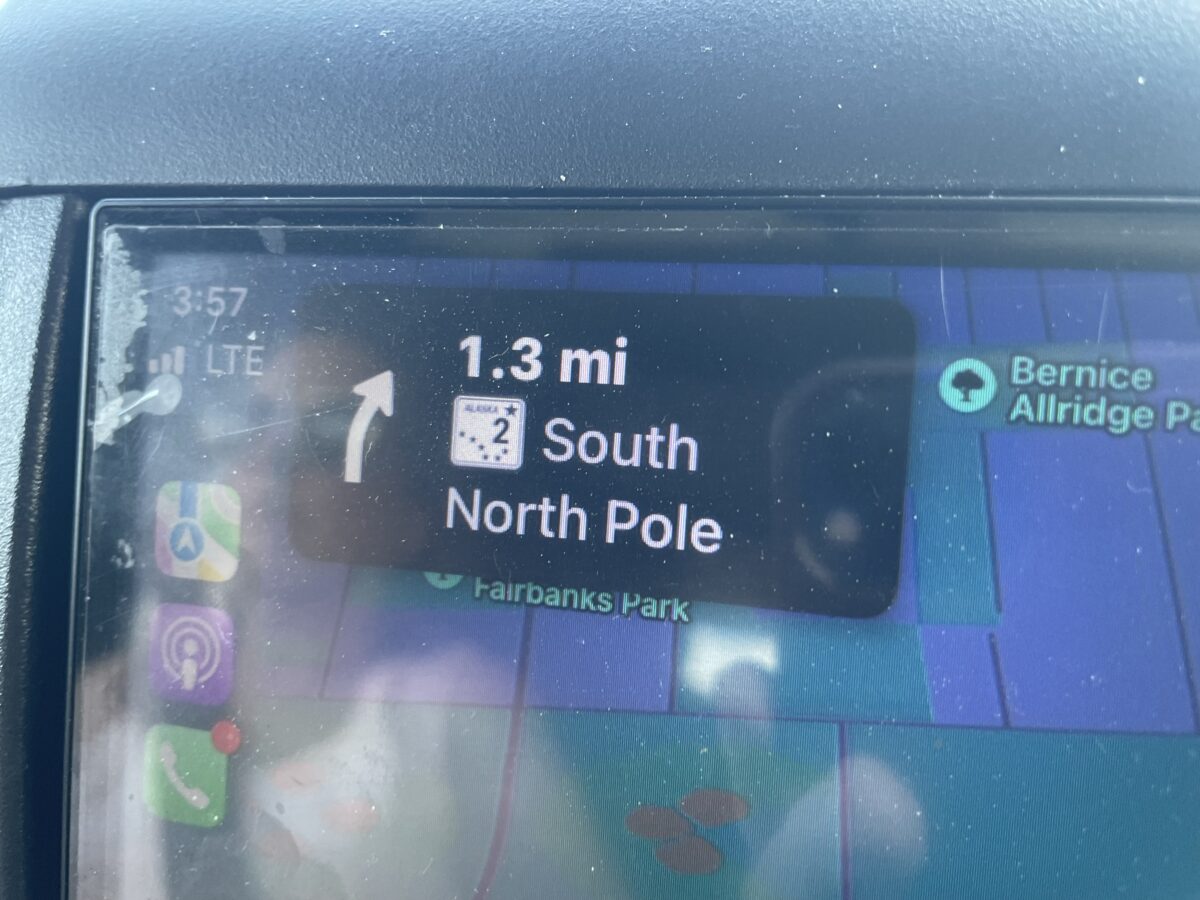 3:57
LTE
1.3 mi
ALASKA
2
South
North Pole
Bernice
Allridge Pa
Fairbanks Park